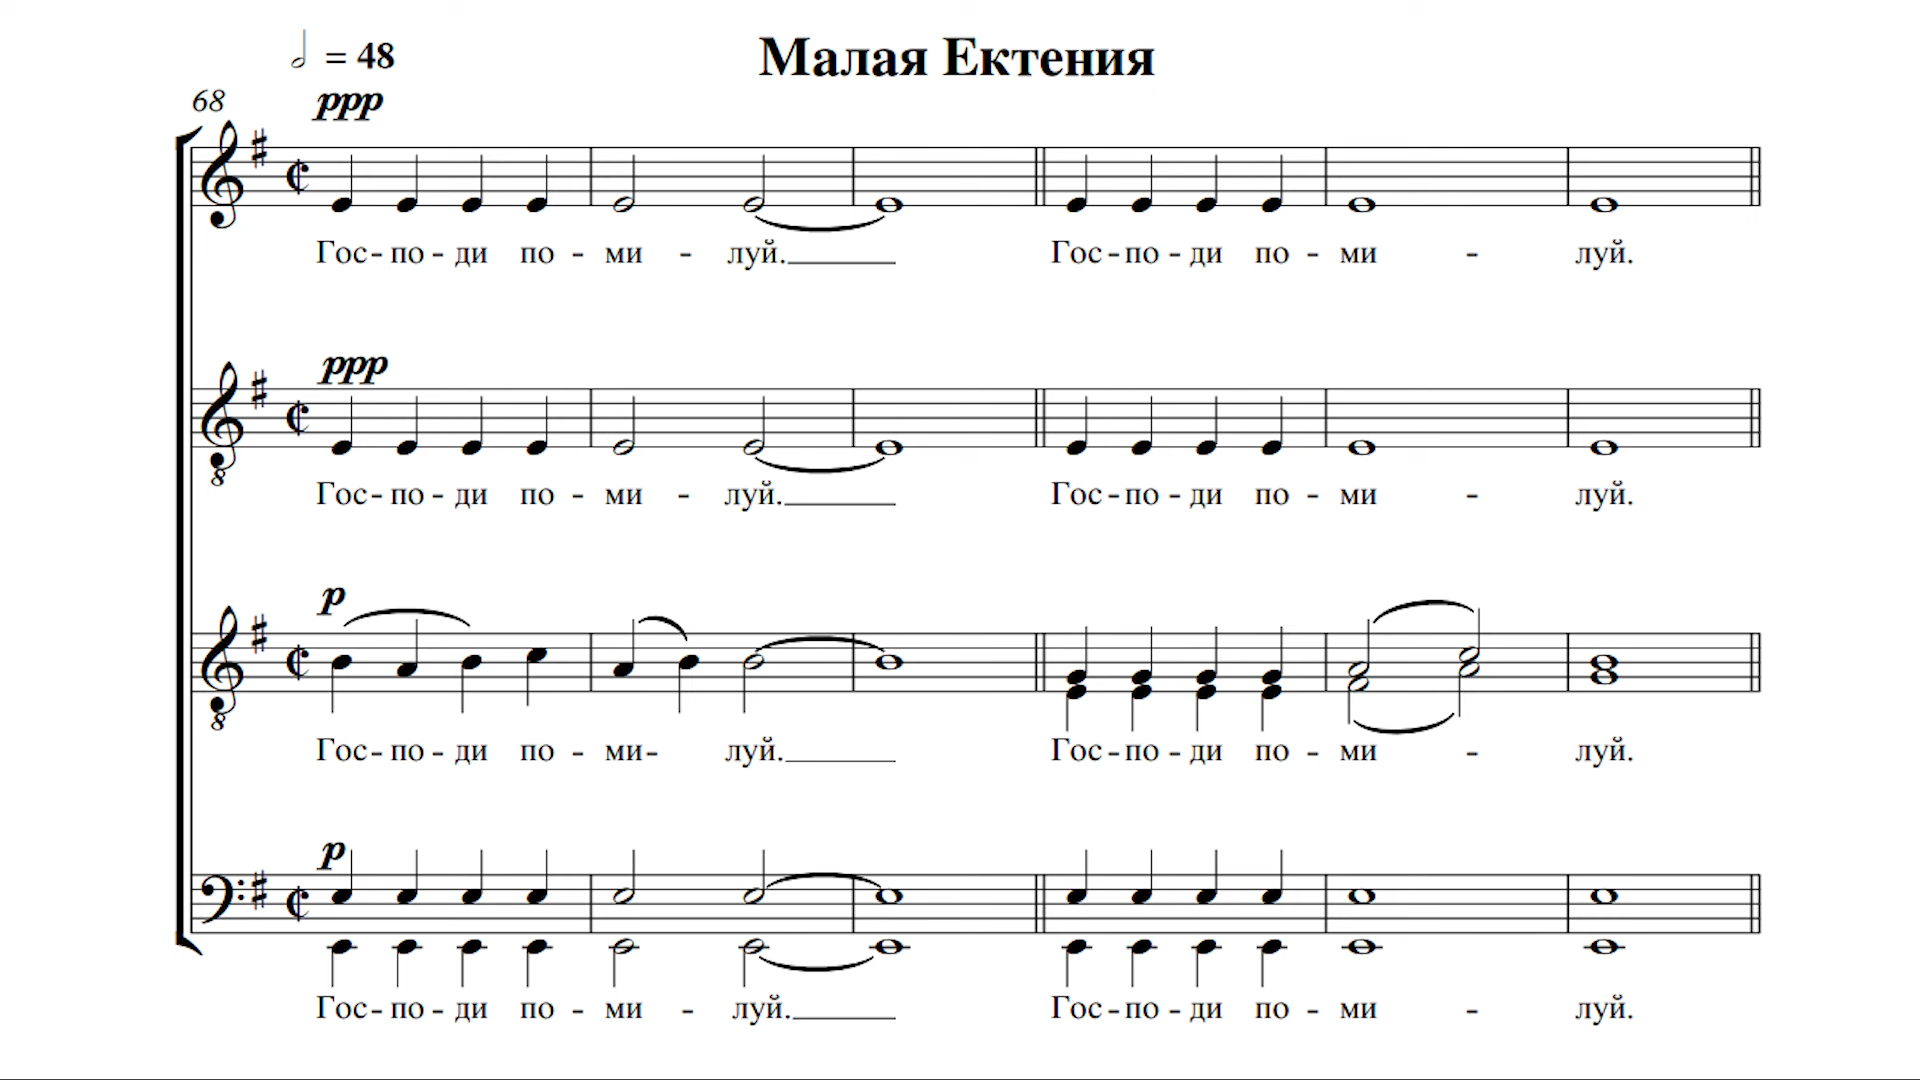 Малая Ектения
= 48
68
ppp
Гос - по - ди по - ми - луй. Гос - по - ди по - ми - луй.
ppp
8
Гос - по - ди по - ми - луй. Гос - по - ди по - ми - луй.
p
8
Гос - по - ди по - ми - луй. Гос - по - ди по - ми - луй.
p
Гос - по - ди по - ми - луй. Гос - по - ди по - ми - луй.